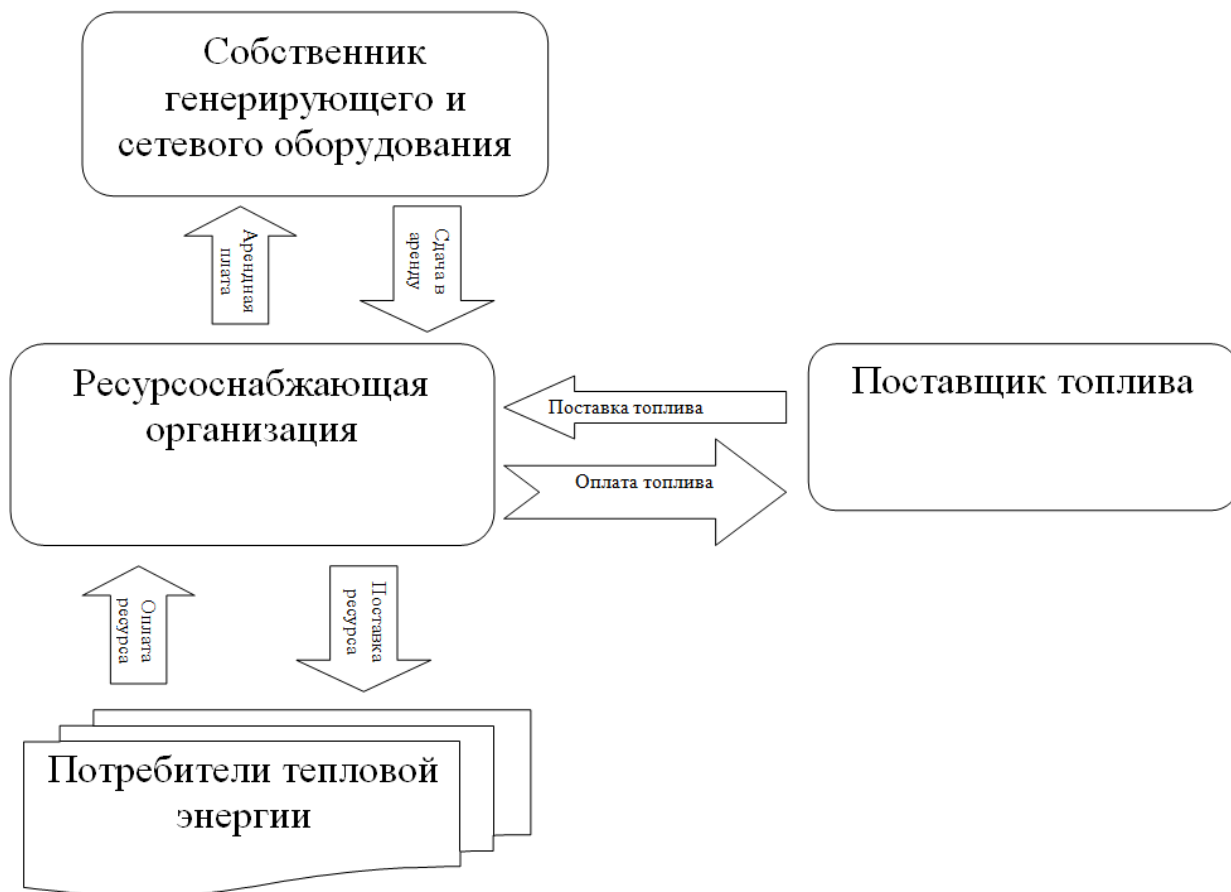 Собственник
генерирующего и
сетевого оборудования
Арендная
плата
Сдача в
аренду
Ресурсоснабжающая
организация
Поставщик топлива
Поставка топлива
Оплата топлива
Оплата
ресурса
Поставка
ресурса
Потребители тепловой
энергии